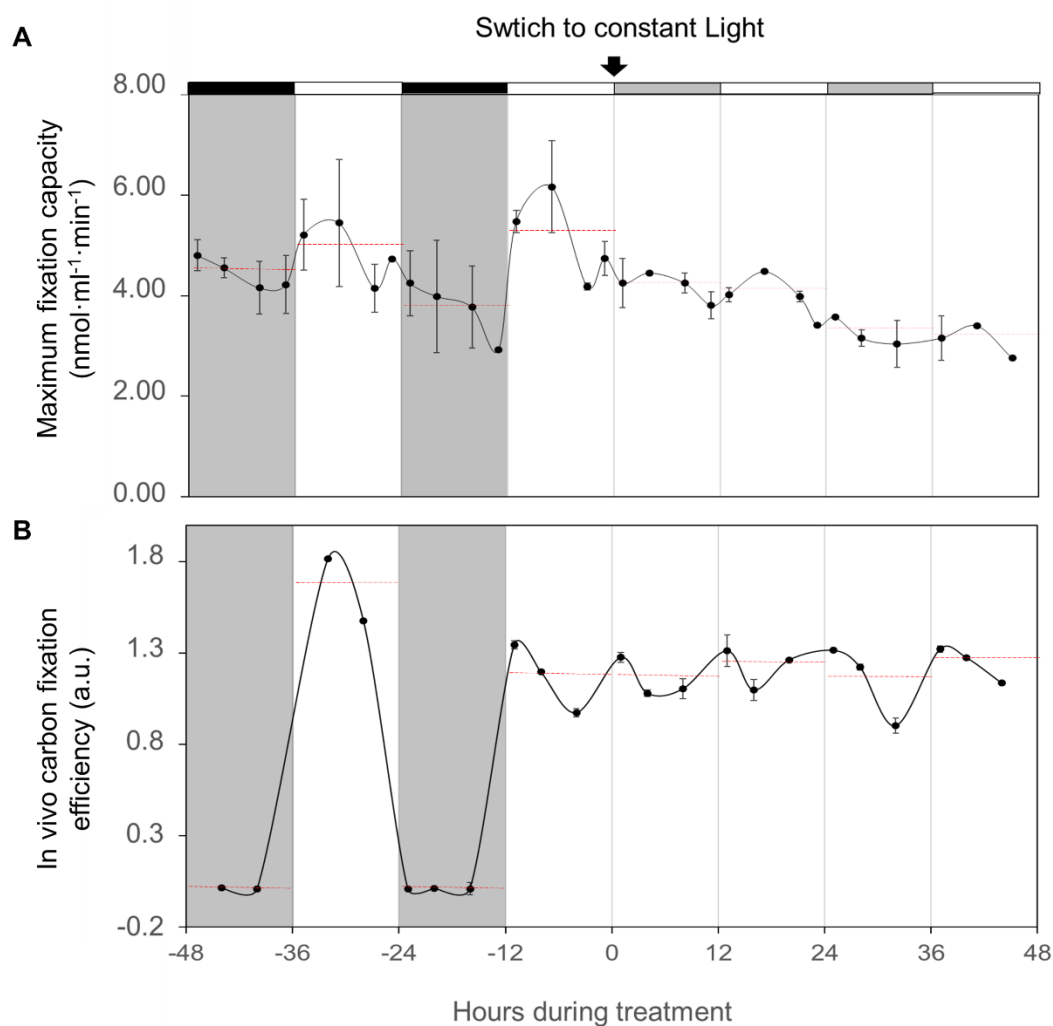 Swtich to constant Light
A
8.00
6.00
4.00
2.00
0.00
Maximum fixation capacity
(nmol·ml⁻¹·min⁻¹)
B
1.8
1.3
0.8
0.3
-0.2
In vivo carbon fixation
efficiency (a.u.)
-48 -36 -24 -12 0 12 24 36 48
Hours during treatment